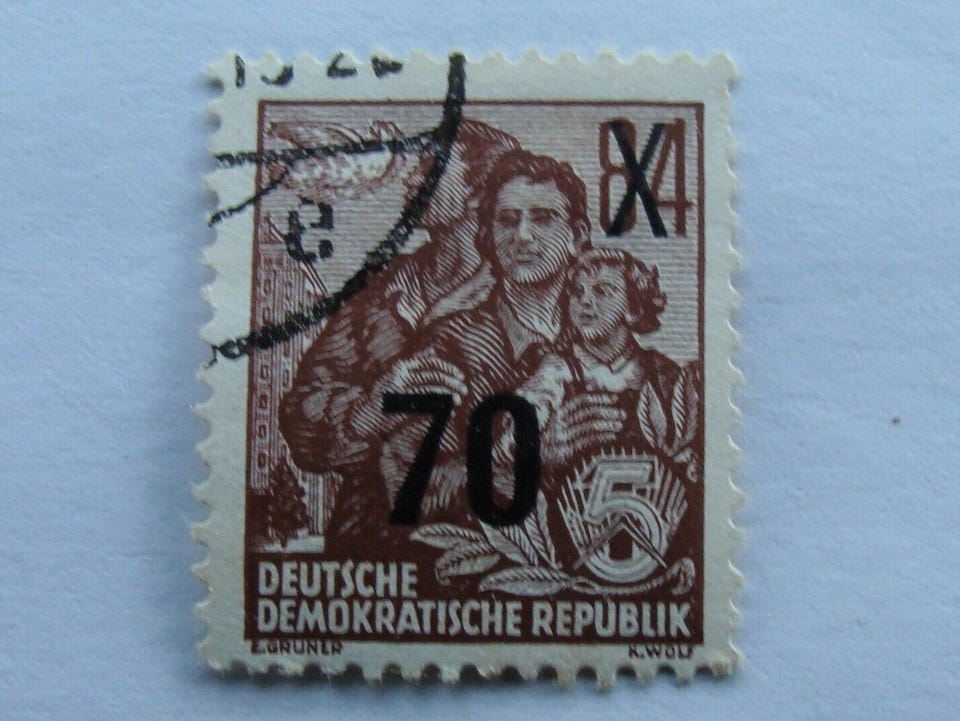 e
84
X
70
5
DEUTSCHE
DEMOKRATISCHE REPUBLIK
E.GRUNER K.WOLF